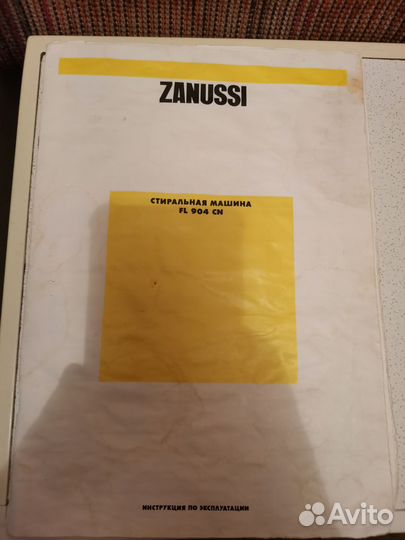 ZANUSSI
СТИРАЛЬНАЯ МАШИНА
FL 904 CN
ИНСТРУКЦИЯ ПО ЭКСПЛУАТАЦИИ
Avito